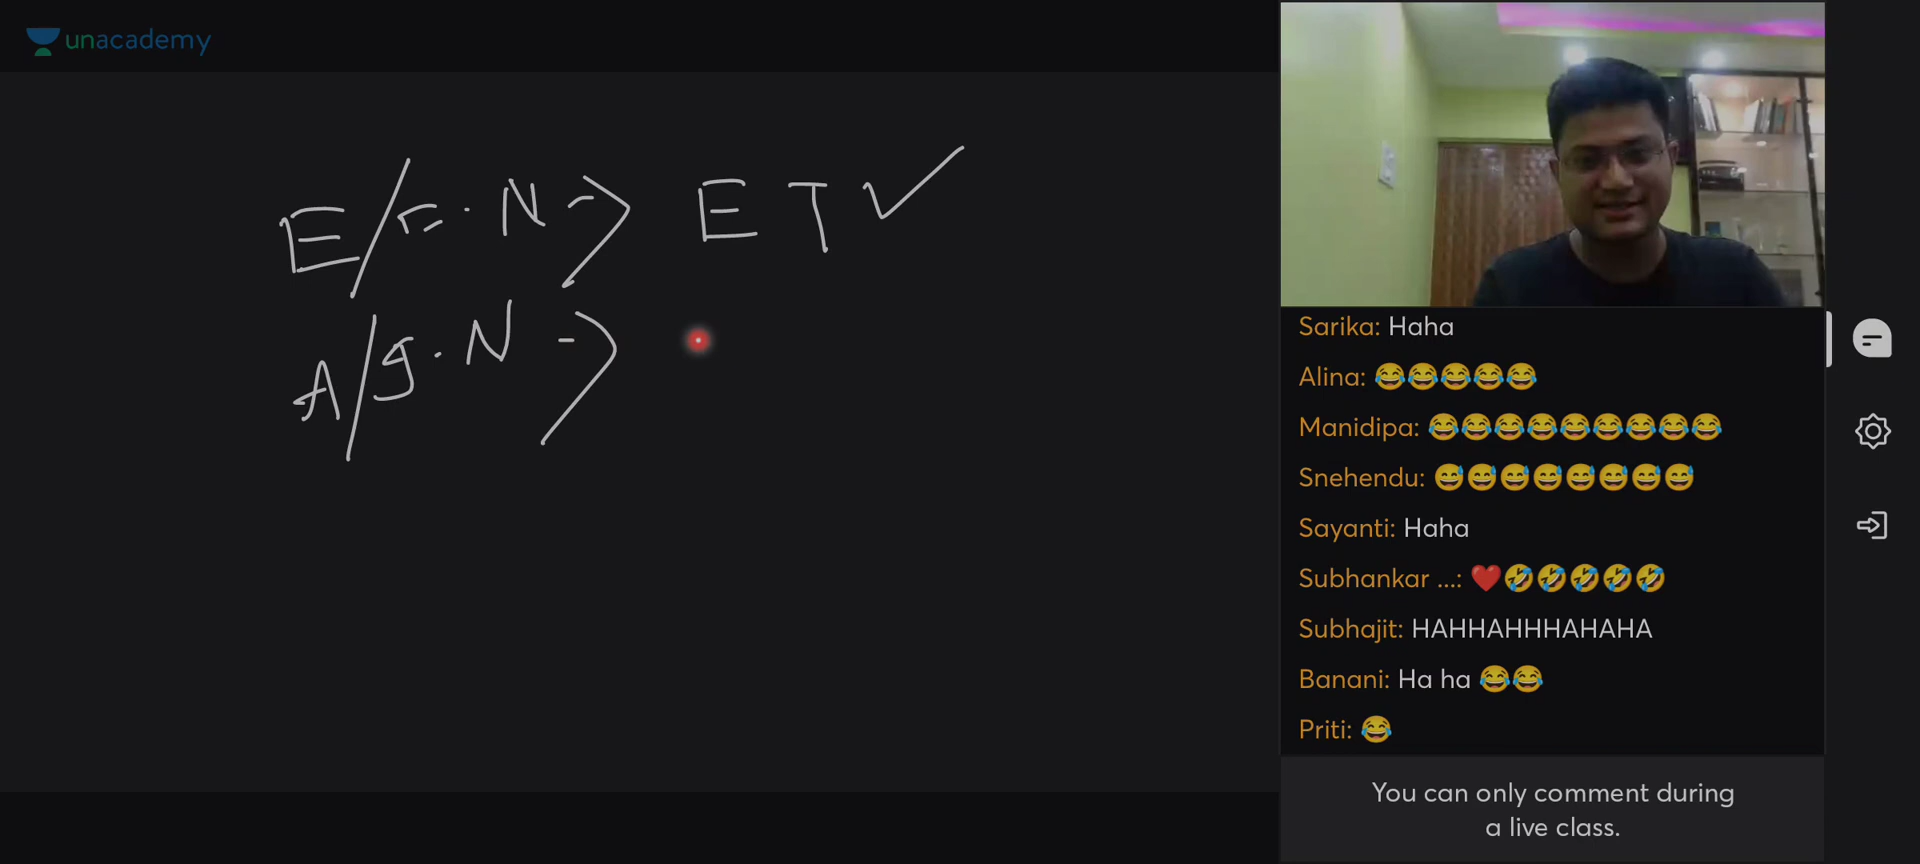 unacademy
E/r. N -> ET ✓
A/g. N ->
Sarika: Haha
Alina: 😂😂😂😂😂
Manidipa: 😂😂😂😂😂😂😂😂😂
Snehendu: 😅😅😅😅😅😅😅😅
Sayanti: Haha
Subhankar ...: ❤️🤣🤣🤣🤣🤣
Subhajit: HAHHAHHHAHAHA
Banani: Ha ha 😂😂
Priti: 😂
You can only comment during
a live class.